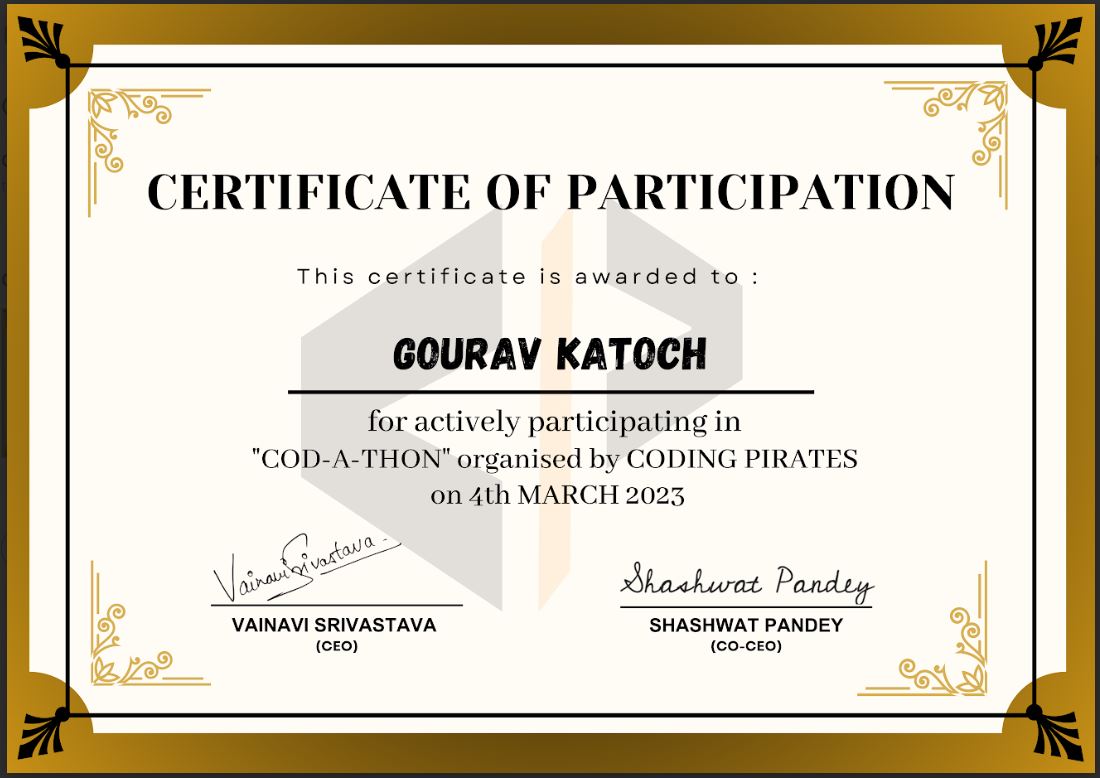 CERTIFICATE OF PARTICIPATION
This certificate is awarded to :
GOURAV KATOCH
for actively participating in
"COD-A-THON" organised by CODING PIRATES
on 4th MARCH 2023
Vainavi Srivastava
Shashwat Pandey
VAINAVI SRIVASTAVA
SHASHWAT PANDEY
(CEO)
(CO-CEO)